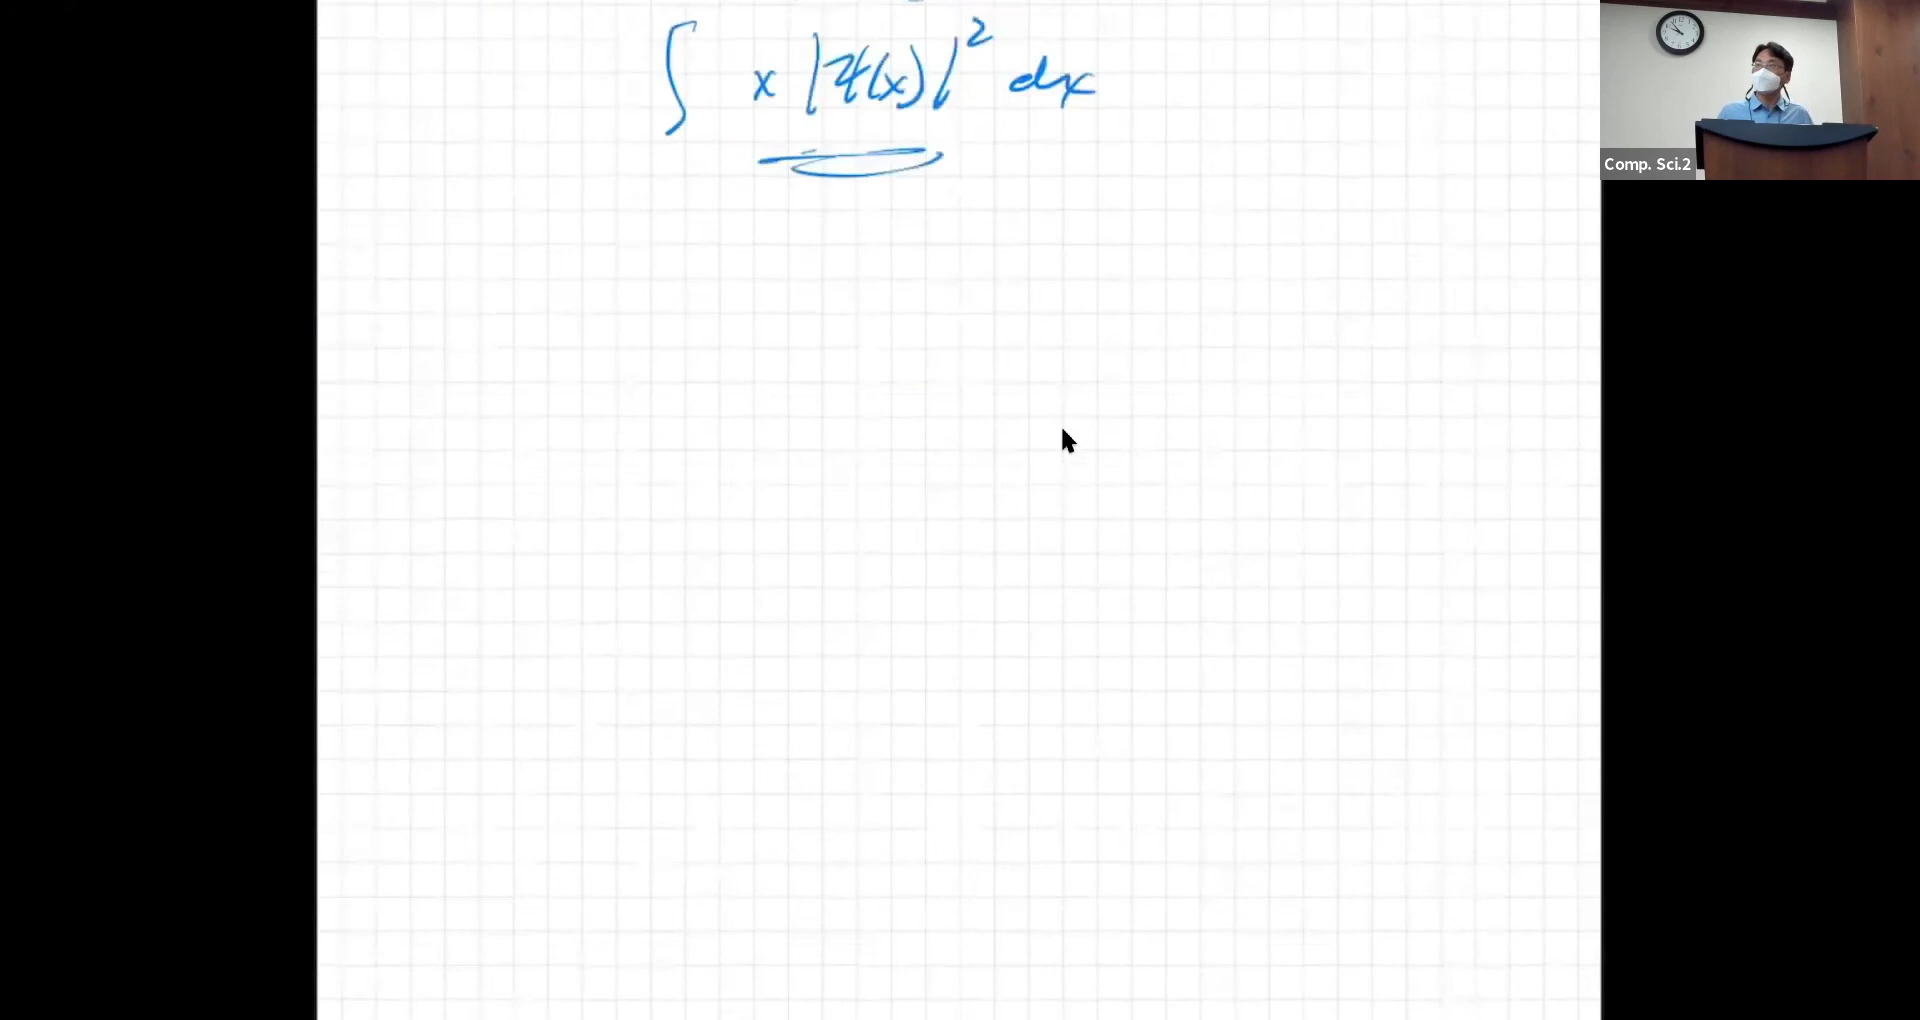 ∫ x |Ψ(x)|² dx
Comp. Sci.2